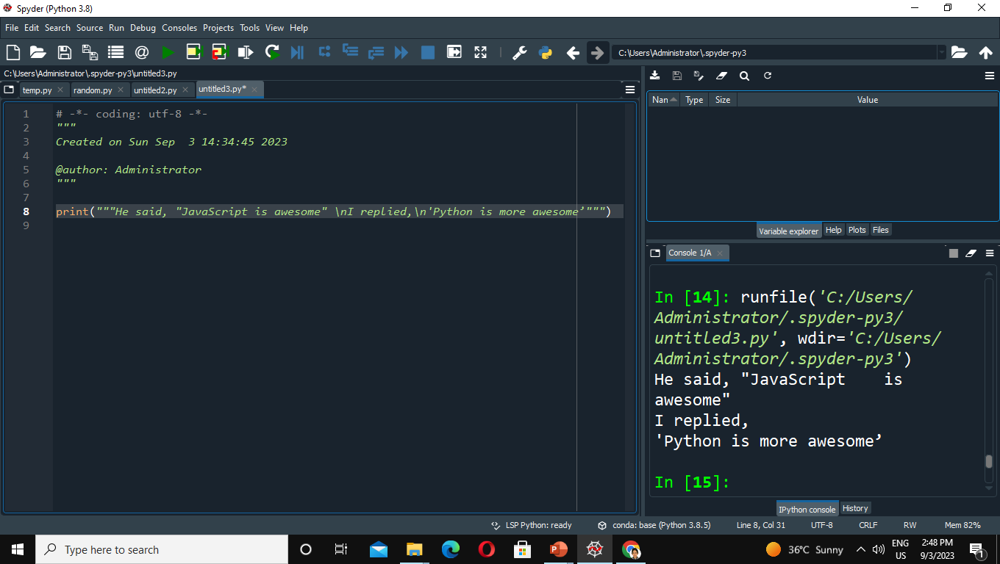 Spyder (Python 3.8)
File Edit Search Source Run Debug Consoles Projects Tools View Help
C:\Users\Administrator\.spyder-py3
C:\Users\Administrator\.spyder-py3\untitled3.py
temp.py random.py untitled2.py untitled3.py*
1 # -*- coding: utf-8 -*-
2 """
3 Created on Sun Sep  3 14:34:45 2023
4
5 @author: Administrator
6 """
7
8 print("""He said, "JavaScript is awesome" \nI replied,\n'Python is more awesome’""")
9
Nan Type Size Value
Variable explorer Help Plots Files
Console 1/A
In [14]: runfile('C:/Users/
Administrator/.spyder-py3/
untitled3.py', wdir='C:/Users/
Administrator/.spyder-py3')
He said, "JavaScript    is
awesome"
I replied,
'Python is more awesome’
In [15]:
IPython console History
LSP Python: ready conda: base (Python 3.8.5) Line 8, Col 31 UTF-8 CRLF RW Mem 82%
Type here to search
36°C Sunny
ENG
US
2:48 PM
9/3/2023
1